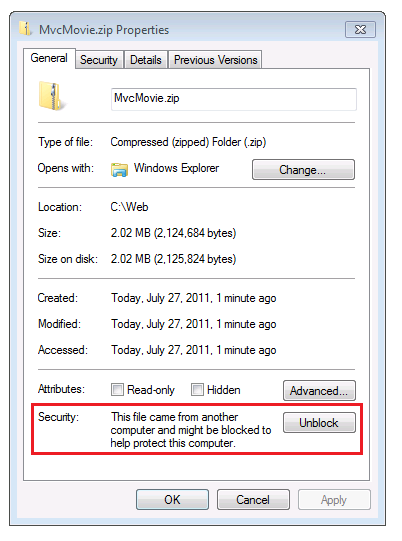 MvcMovie.zip Properties
General Security Details Previous Versions
MvcMovie.zip
Type of file: Compressed (zipped) Folder (.zip)
Opens with: Windows Explorer Change...
Location: C:\Web
Size: 2.02 MB (2,124,684 bytes)
Size on disk: 2.02 MB (2,125,824 bytes)
Created: Today, July 27, 2011, 1 minute ago
Modified: Today, July 27, 2011, 1 minute ago
Accessed: Today, July 27, 2011, 1 minute ago
Attributes: Read-only Hidden Advanced...
Security: This file came from another
computer and might be blocked to
help protect this computer.
Unblock
OK Cancel Apply